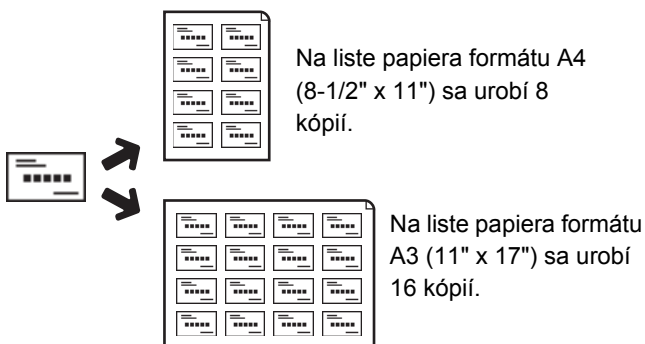 Na liste papiera formátu A4
(8-1/2" x 11") sa urobí 8
kópií.
Na liste papiera formátu
A3 (11" x 17") sa urobí
16 kópií.